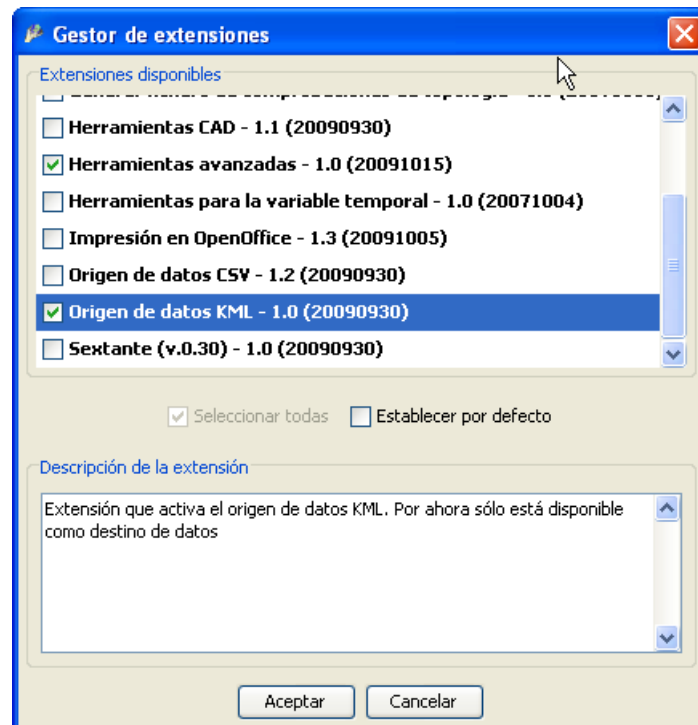 Gestor de extensiones
Extensiones disponibles
Herramientas CAD - 1.1 (20090930)
Herramientas avanzadas - 1.0 (20091015)
Herramientas para la variable temporal - 1.0 (20071004)
Impresión en OpenOffice - 1.3 (20091005)
Origen de datos CSV - 1.2 (20090930)
Origen de datos KML - 1.0 (20090930)
Sextante (v.0.30) - 1.0 (20090930)
Seleccionar todas Establecer por defecto
Descripción de la extensión
Extensión que activa el origen de datos KML. Por ahora sólo está disponible
como destino de datos
Aceptar Cancelar